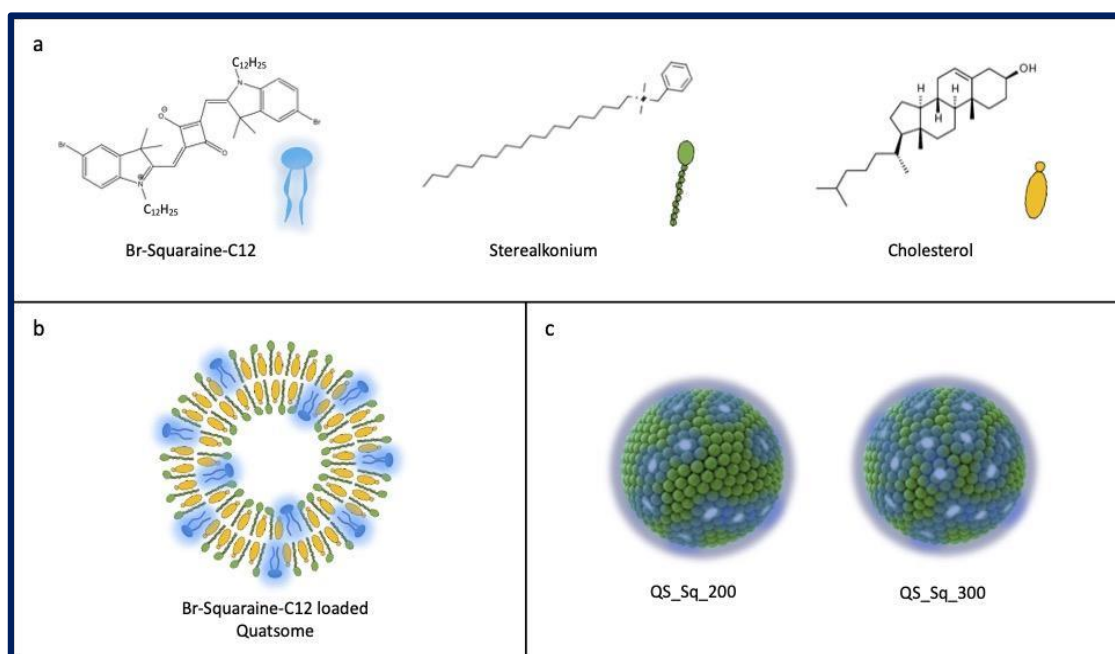 a
C₁₂H₂₅
N
Br
O
⊖
Br
O
N
⊕
C₁₂H₂₅
Br-Squaraine-C12
Sterealkonium
OH
H
H
H
Cholesterol
b
Br-Squaraine-C12 loaded
Quatsome
c
QS_Sq_200
QS_Sq_300